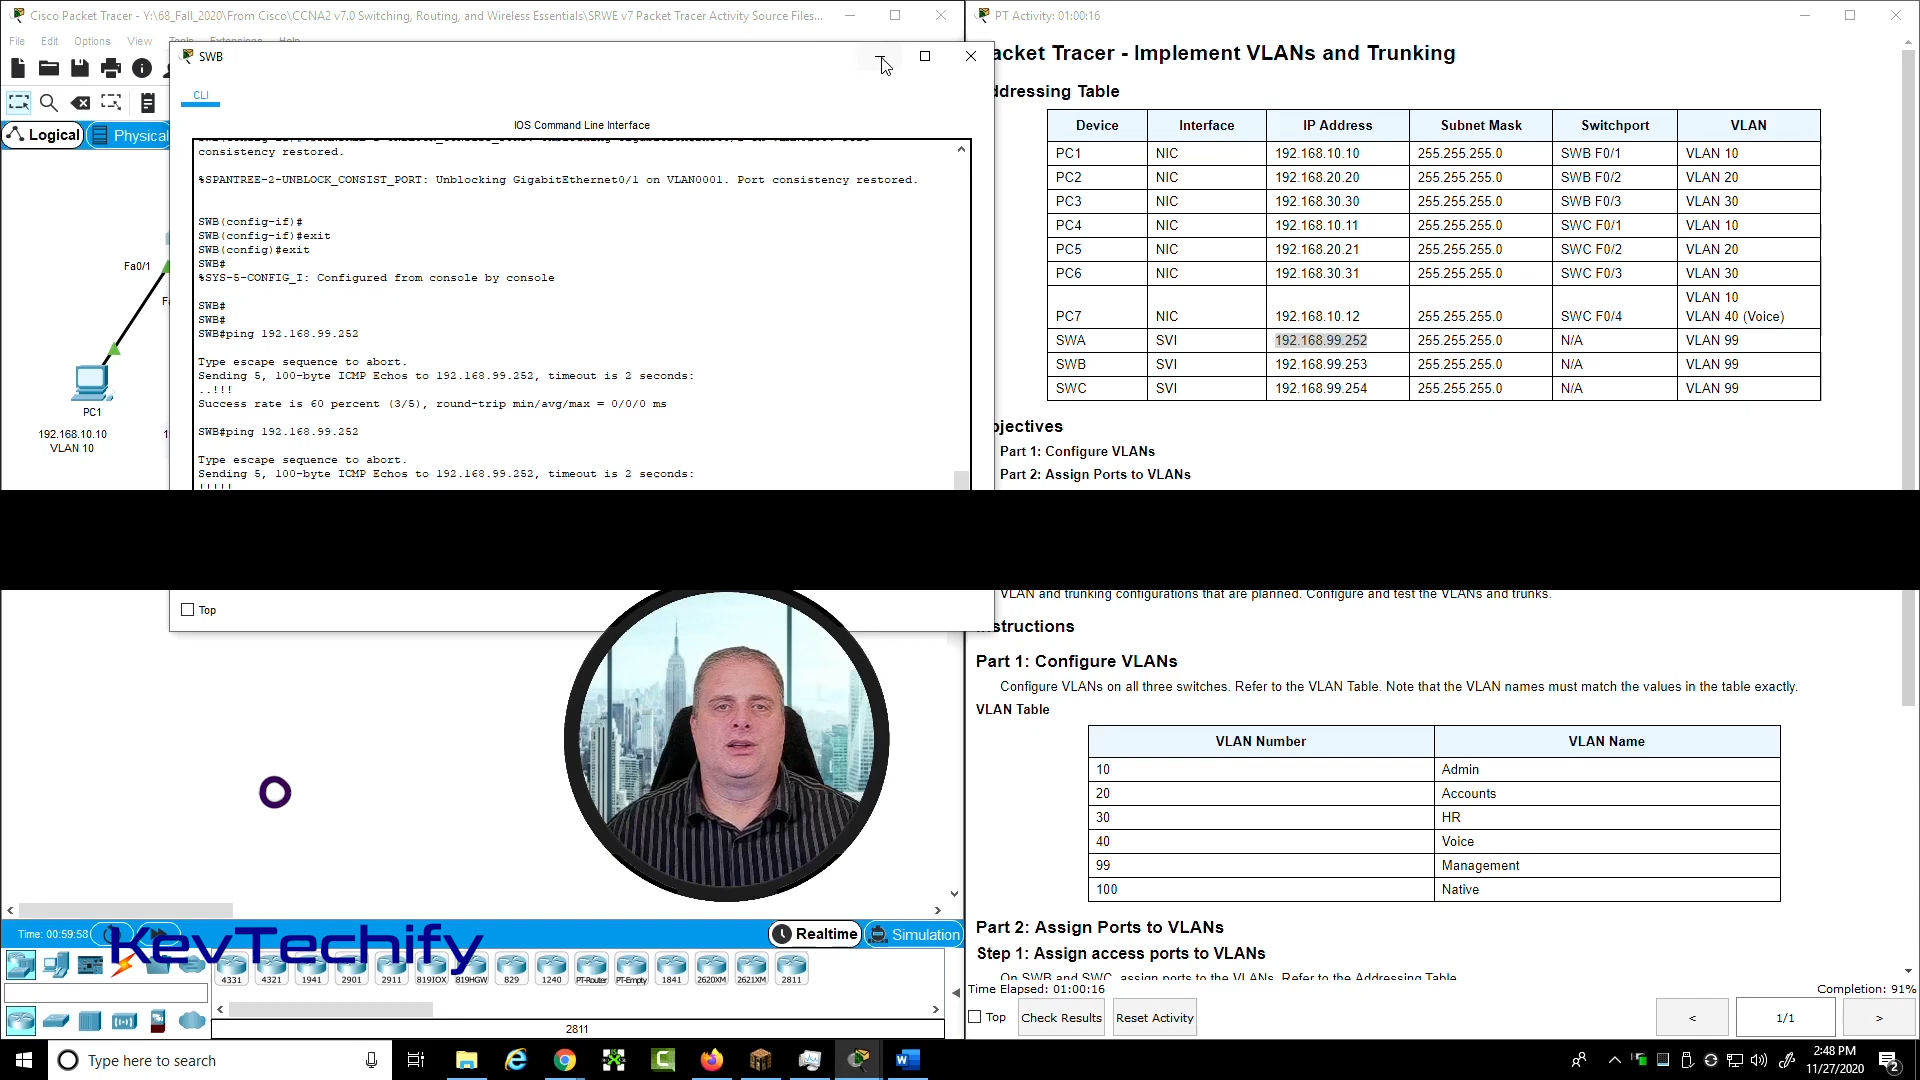 Cisco Packet Tracer - Y:\68_Fall_2020\From Cisco\CCNA2 v7.0 Switching, Routing, and Wireless Essentials\SRWE v7 Packet Tracer Activity Source Files...
File Edit Options View Tools Extensions Help
Logical Physical
Fa0/1
PC1
192.168.10.10
VLAN 10
SWB
CLI
IOS Command Line Interface
consistency restored.
%SPANTREE-2-UNBLOCK_CONSIST_PORT: Unblocking GigabitEthernet0/1 on VLAN0001. Port consistency restored.
SWB(config-if)#
SWB(config-if)#exit
SWB(config)#exit
SWB#
%SYS-5-CONFIG_I: Configured from console by console
SWB#
SWB#
SWB#ping 192.168.99.252
Type escape sequence to abort.
Sending 5, 100-byte ICMP Echos to 192.168.99.252, timeout is 2 seconds:
..!!!
Success rate is 60 percent (3/5), round-trip min/avg/max = 0/0/0 ms
SWB#ping 192.168.99.252
Type escape sequence to abort.
Sending 5, 100-byte ICMP Echos to 192.168.99.252, timeout is 2 seconds:
!!!!!
Top
Time: 00:59:58
KevTechify
Realtime Simulation
4331 4321 1941 2901 2911 819IOX 819HGW 829 1240 PT-Router PT-Empty 1841 2620XM 2621XM 2811
2811
PT Activity: 01:00:16
acket Tracer - Implement VLANs and Trunking
ddressing Table
Device Interface IP Address Subnet Mask Switchport VLAN
PC1 NIC 192.168.10.10 255.255.255.0 SWB F0/1 VLAN 10
PC2 NIC 192.168.20.20 255.255.255.0 SWB F0/2 VLAN 20
PC3 NIC 192.168.30.30 255.255.255.0 SWB F0/3 VLAN 30
PC4 NIC 192.168.10.11 255.255.255.0 SWC F0/1 VLAN 10
PC5 NIC 192.168.20.21 255.255.255.0 SWC F0/2 VLAN 20
PC6 NIC 192.168.30.31 255.255.255.0 SWC F0/3 VLAN 30
VLAN 10
PC7 NIC 192.168.10.12 255.255.255.0 SWC F0/4 VLAN 40 (Voice)
SWA SVI 192.168.99.252 255.255.255.0 N/A VLAN 99
SWB SVI 192.168.99.253 255.255.255.0 N/A VLAN 99
SWC SVI 192.168.99.254 255.255.255.0 N/A VLAN 99
bjectives
Part 1: Configure VLANs
Part 2: Assign Ports to VLANs
VLAN and trunking configurations that are planned. Configure and test the VLANs and trunks.
structions
Part 1: Configure VLANs
Configure VLANs on all three switches. Refer to the VLAN Table. Note that the VLAN names must match the values in the table exactly.
VLAN Table
VLAN Number VLAN Name
10 Admin
20 Accounts
30 HR
40 Voice
99 Management
100 Native
Part 2: Assign Ports to VLANs
Step 1: Assign access ports to VLANs
On SWB and SWC, assign ports to the VLANs. Refer to the Addressing Table.
Time Elapsed: 01:00:16 Completion: 91%
Top Check Results Reset Activity < 1/1 >
Type here to search
2:48 PM
11/27/2020
2